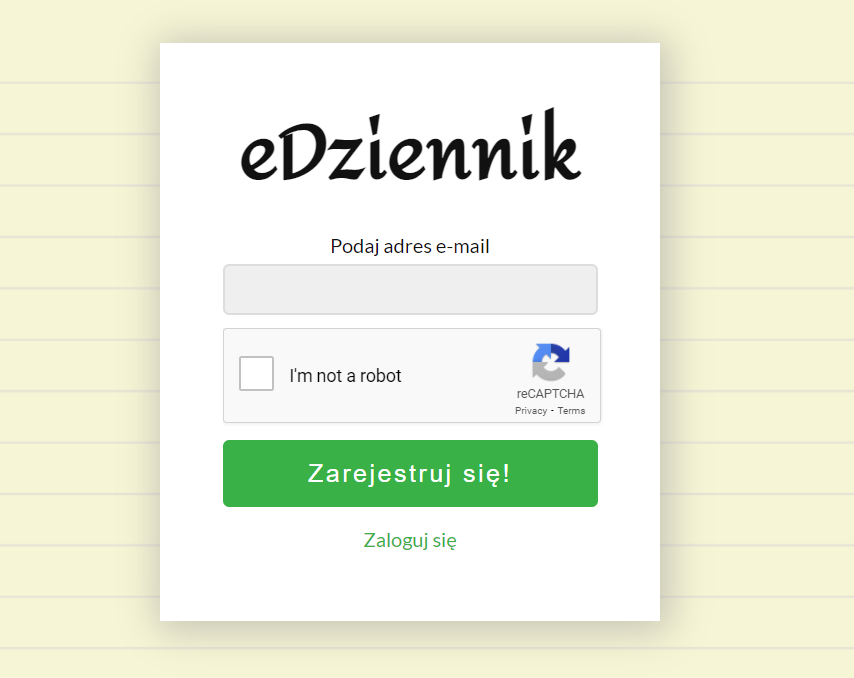 eDziennik
Podaj adres e-mail
I'm not a robot
reCAPTCHA
Privacy - Terms
Zarejestruj się!
Zaloguj się